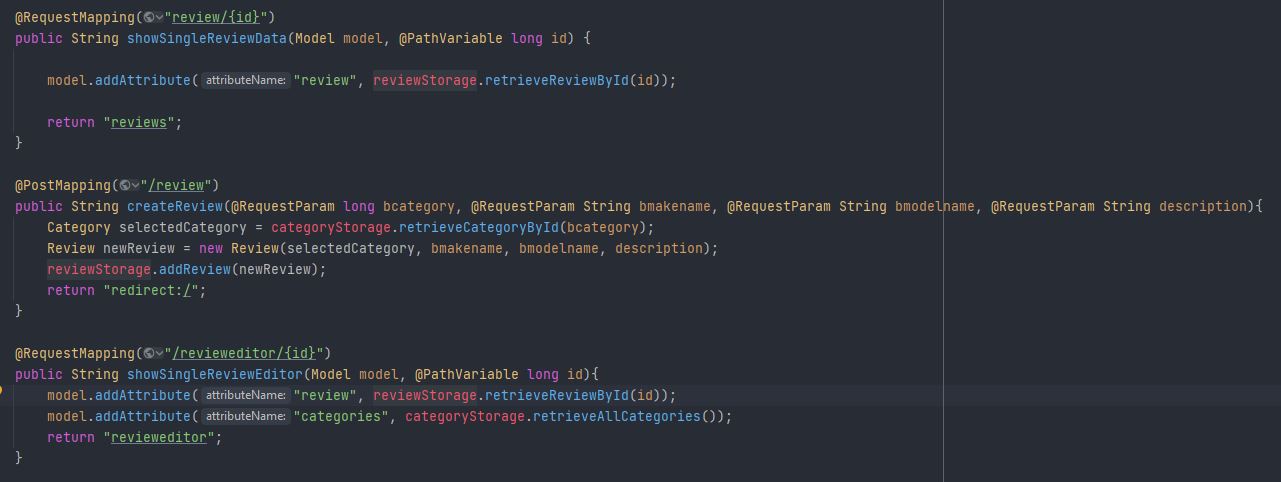 @RequestMapping("review/{id}")
public String showSingleReviewData(Model model, @PathVariable long id) {
model.addAttribute( attributeName: "review", reviewStorage.retrieveReviewById(id));
return "reviews";
}
@PostMapping("/review")
public String createReview(@RequestParam long bcategory, @RequestParam String bmakename, @RequestParam String bmodelname, @RequestParam String description){
Category selectedCategory = categoryStorage.retrieveCategoryById(bcategory);
Review newReview = new Review(selectedCategory, bmakename, bmodelname, description);
reviewStorage.addReview(newReview);
return "redirect:/";
}
@RequestMapping("/revieweditor/{id}")
public String showSingleReviewEditor(Model model, @PathVariable long id){
model.addAttribute( attributeName: "review", reviewStorage.retrieveReviewById(id));
model.addAttribute( attributeName: "categories", categoryStorage.retrieveAllCategories());
return "revieweditor";
}